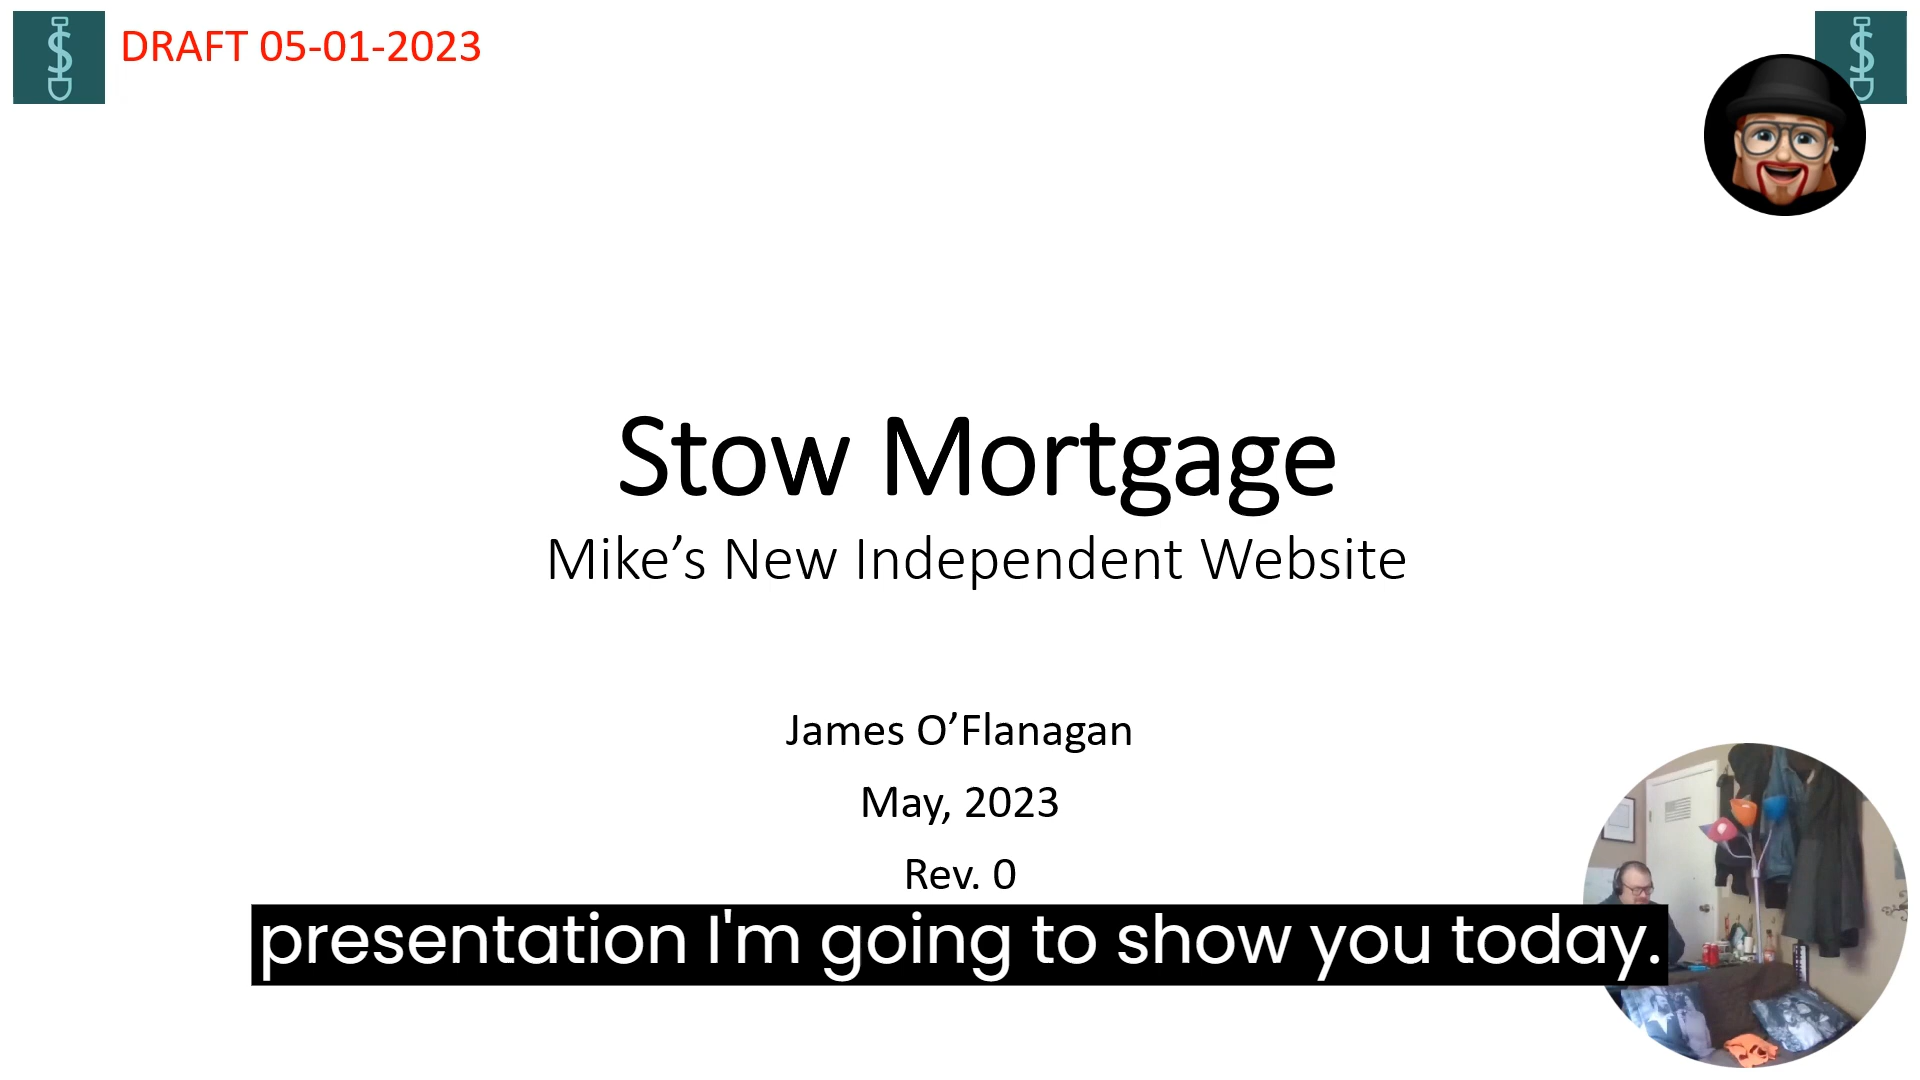 DRAFT 05-01-2023
Stow Mortgage
Mike’s New Independent Website
James O’Flanagan
May, 2023
Rev. 0
presentation I'm going to show you today.